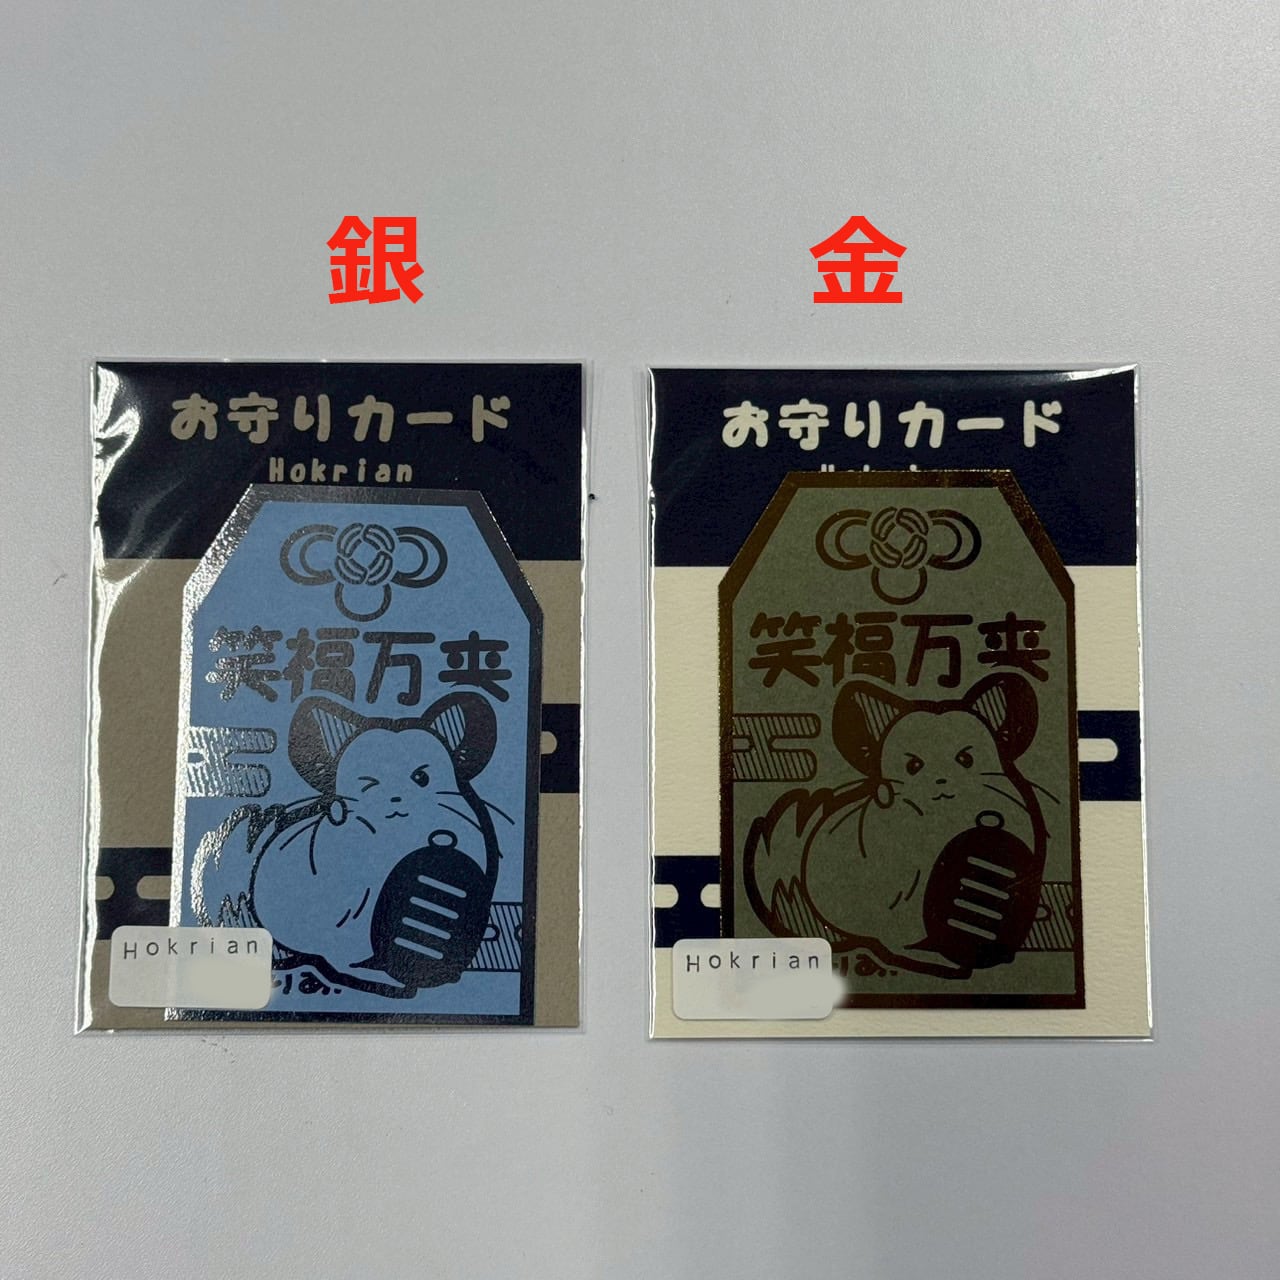 銀
金
お守りカード
Hokrian
笑福万来
Hokrian
お守りカード
笑福万来
Hokrian